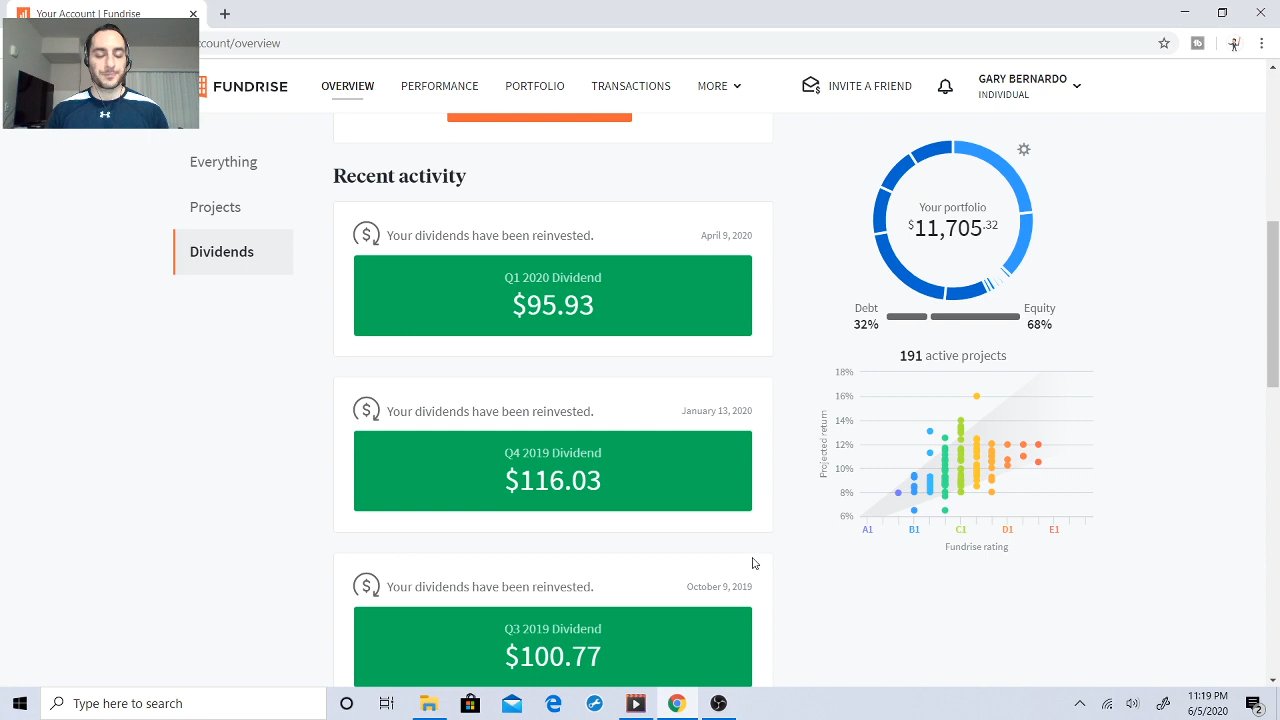 Your Account | Fundrise
count/overview
FUNDRISE
OVERVIEW
PERFORMANCE
PORTFOLIO
TRANSACTIONS
MORE
INVITE A FRIEND
GARY BERNARDO
INDIVIDUAL
Everything
Projects
Dividends
Recent activity
Your dividends have been reinvested.
April 9, 2020
Q1 2020 Dividend
$95.93
Your dividends have been reinvested.
January 13, 2020
Q4 2019 Dividend
$116.03
Your dividends have been reinvested.
October 9, 2019
Q3 2019 Dividend
$100.77
Your portfolio
$11,705.32
Debt
32%
Equity
68%
191 active projects
Projected return
18%
16%
14%
12%
10%
8%
6%
A1 B1 C1 D1 E1
Fundrise rating
Type here to search
11:19 PM
6/5/2020
2